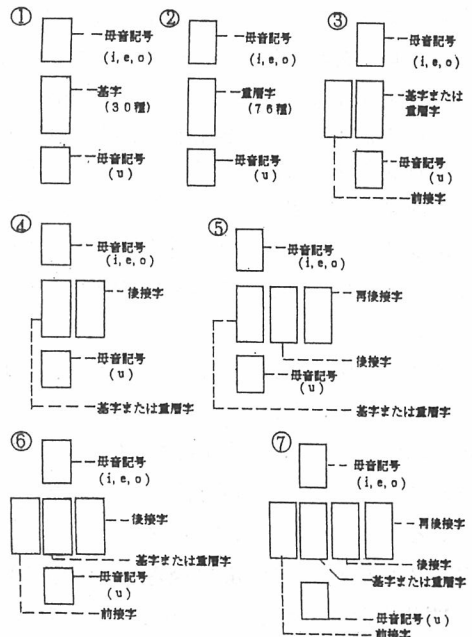 ①
母音記号
(i, e, o)
基字
(30種)
母音記号
(u)
②
母音記号
(i, e, o)
重層字
(76種)
母音記号
(u)
③
母音記号
(i, e, o)
基字または
重層字
母音記号
(u)
前接字
④
母音記号
(i, e, o)
後接字
母音記号
(u)
基字または重層字
⑤
母音記号
(i, e, o)
再後接字
後接字
母音記号
(u)
基字または重層字
⑥
母音記号
(i, e, o)
後接字
基字または重層字
母音記号
(u)
前接字
⑦
母音記号
(i, e, o)
再後接字
後接字
基字または重層字
母音記号(u)
前接字